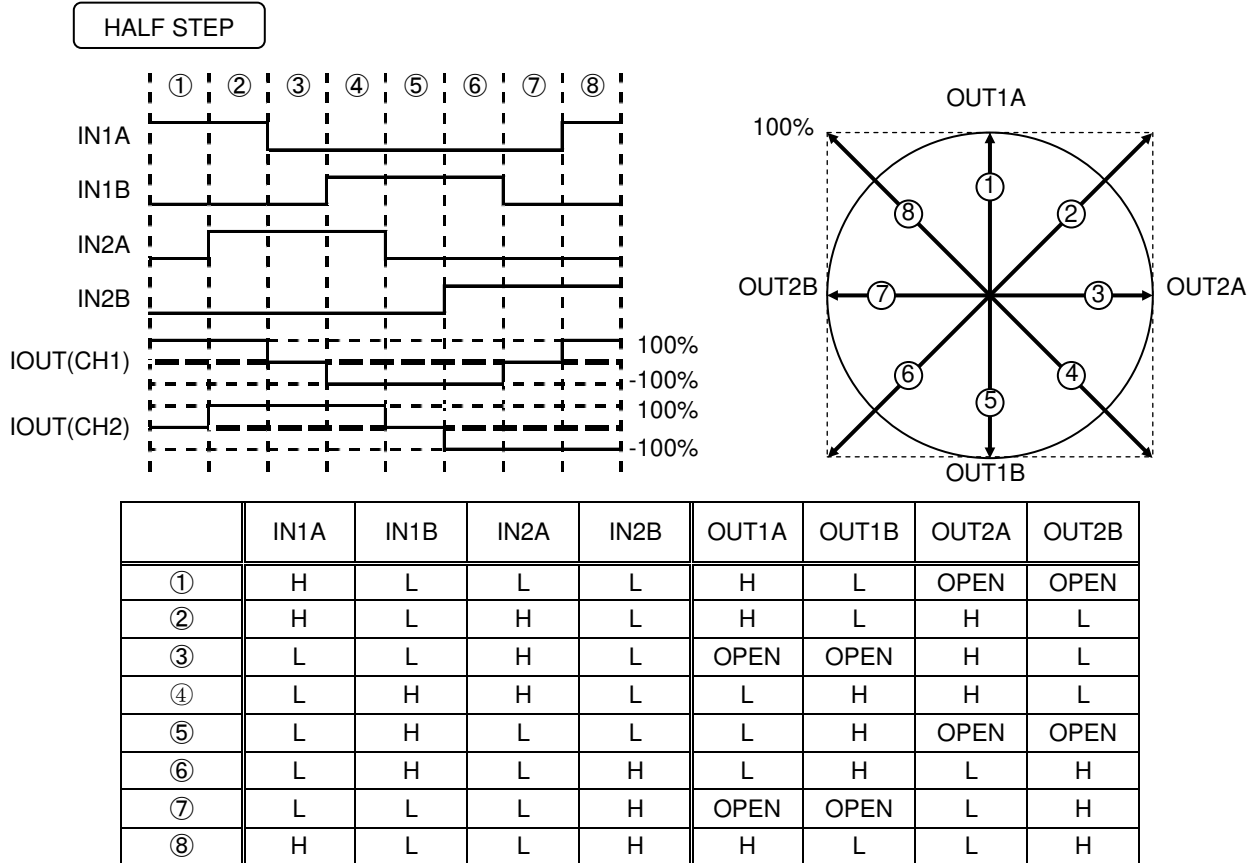 HALF STEP
① ② ③ ④ ⑤ ⑥ ⑦ ⑧
IN1A
IN1B
IN2A
IN2B
IOUT(CH1)
100%
-100%
IOUT(CH2)
100%
-100%
OUT1A
100%
①
⑧ ②
OUT2B ⑦ ③ OUT2A
⑥ ④
⑤
OUT1B
IN1A IN1B IN2A IN2B OUT1A OUT1B OUT2A OUT2B
① H L L L H L OPEN OPEN
② H L H L H L H L
③ L L H L OPEN OPEN H L
④ L H H L L H H L
⑤ L H L L L H OPEN OPEN
⑥ L H L H L H L H
⑦ L L L H OPEN OPEN L H
⑧ H L L H H L L H